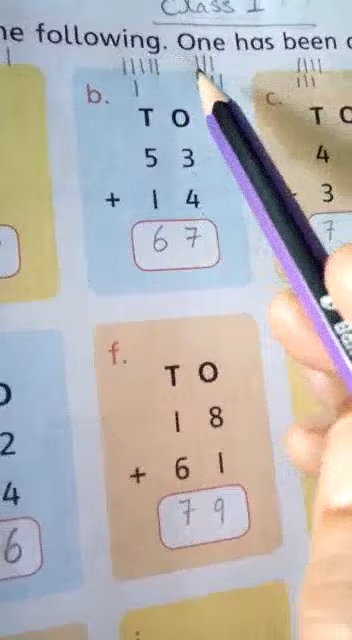 Class I
e following. One has been
b.
T O
5 3
+ 1 4
6 7
c.
T O
4
3
7
2
4
6
f.
T O
1 8
+ 6 1
7 9